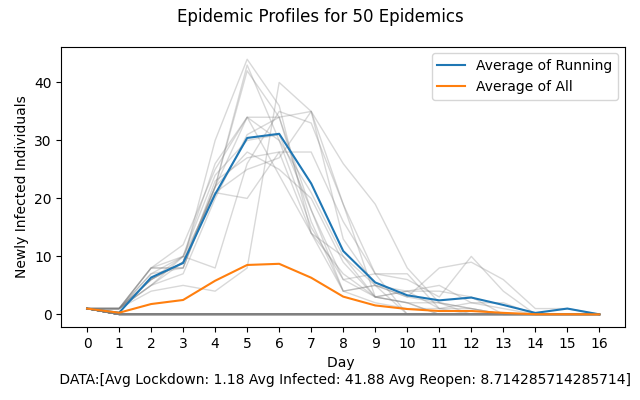 Epidemic Profiles for 50 Epidemics
Average of Running
Average of All
Newly Infected Individuals
40
30
20
10
0
0 1 2 3 4 5 6 7 8 9 10 11 12 13 14 15 16
Day
DATA:[Avg Lockdown: 1.18 Avg Infected: 41.88 Avg Reopen: 8.714285714285714]